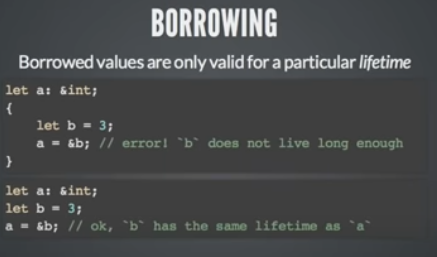 BORROWING
Borrowed values are only valid for a particular lifetime
let a: &int;
{
    let b = 3;
    a = &b; // error! `b` does not live long enough
}
let a: &int;
let b = 3;
a = &b; // ok, `b` has the same lifetime as `a`